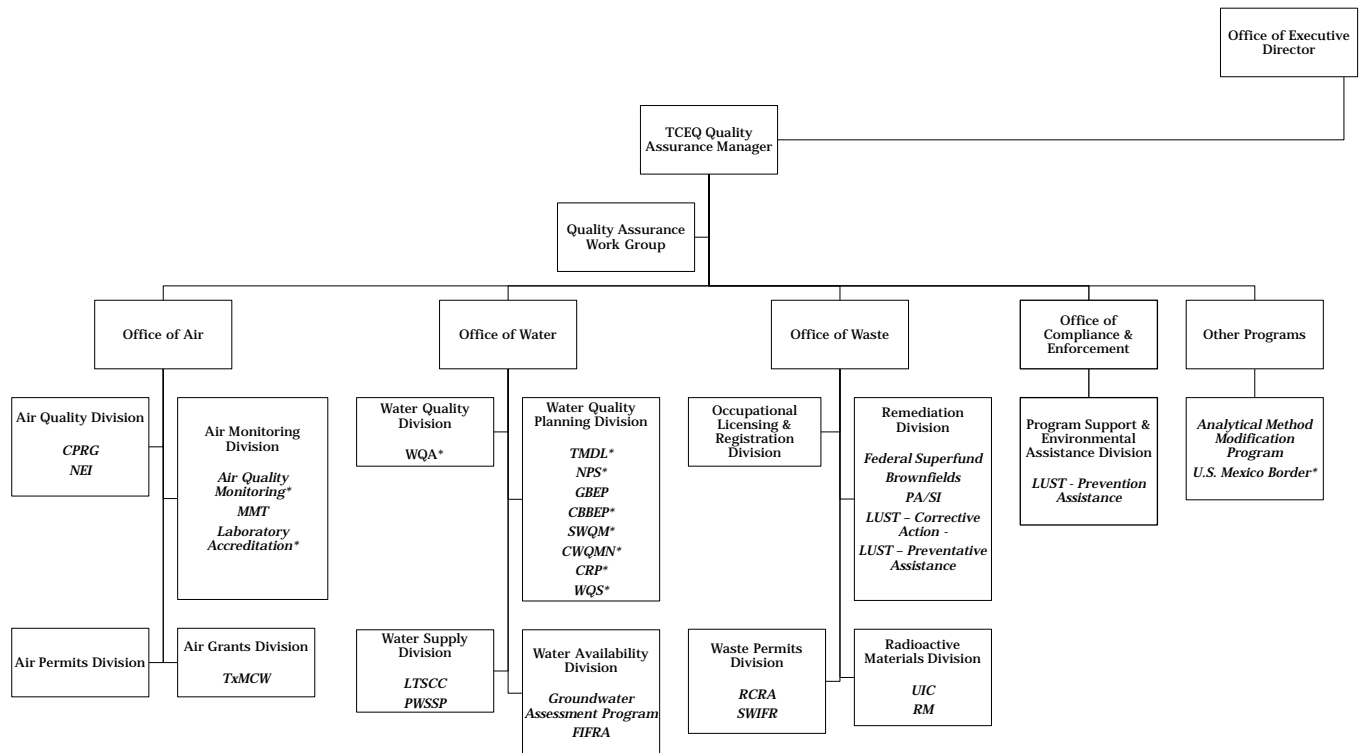 Office of Executive
Director
TCEQ Quality
Assurance Manager
Quality Assurance
Work Group
Office of Air
Office of Water
Office of Waste
Office of
Compliance &
Enforcement
Other Programs
Air Quality Division
CPRG
NEI
Air Monitoring
Division
Air Quality
Monitoring*
MMT
Laboratory
Accreditation*
Water Quality
Division
WQA*
Water Quality
Planning Division
TMDL*
NPS*
GBEP
CBBEP*
SWQM*
CWQMN*
CRP*
WQS*
Occupational
Licensing &
Registration
Division
Remediation
Division
Federal Superfund
Brownfields
PA/SI
LUST – Corrective
Action -
LUST – Preventative
Assistance
Program Support &
Environmental
Assistance Division
LUST - Prevention
Assistance
Analytical Method
Modification
Program
U.S. Mexico Border*
Air Permits Division
Air Grants Division
TxMCW
Water Supply
Division
LTSCC
PWSSP
Water Availability
Division
Groundwater
Assessment Program
FIFRA
Waste Permits
Division
RCRA
SWIFR
Radioactive
Materials Division
UIC
RM